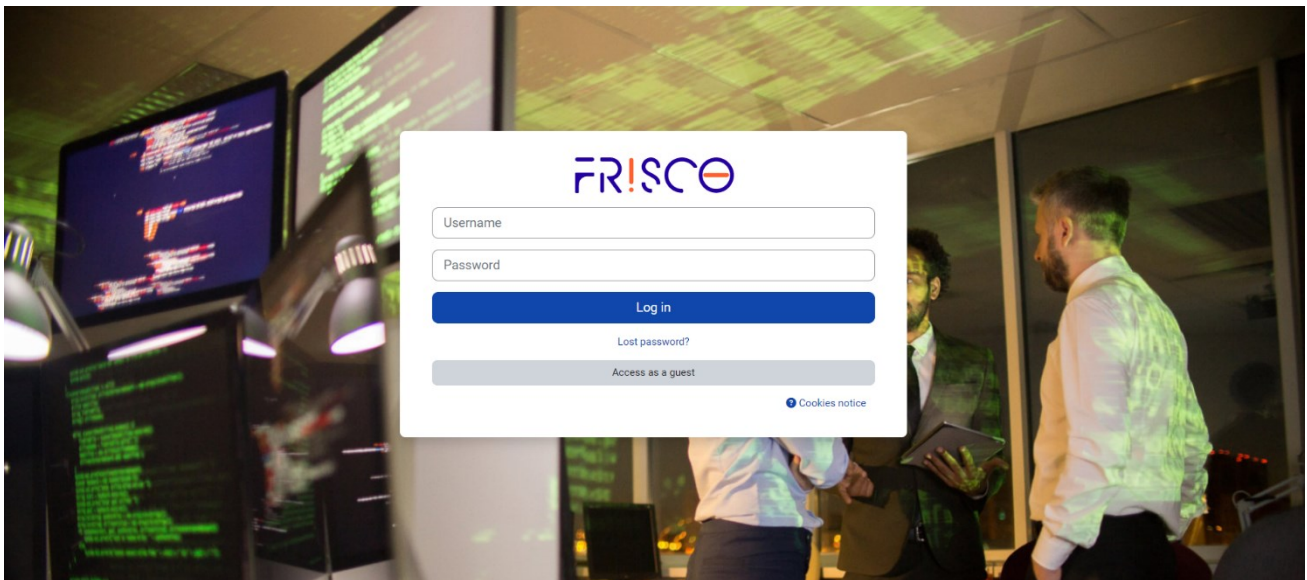 FR!SCO
Username
Password
Log in
Lost password?
Access as a guest
Cookies notice